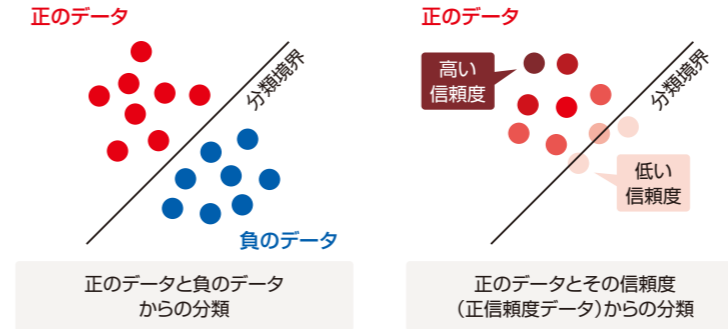 正のデータ
分類境界
負のデータ
正のデータと負のデータ
からの分類
正のデータ
高い
信頼度
分類境界
低い
信頼度
正のデータとその信頼度
(正信頼度データ)からの分類